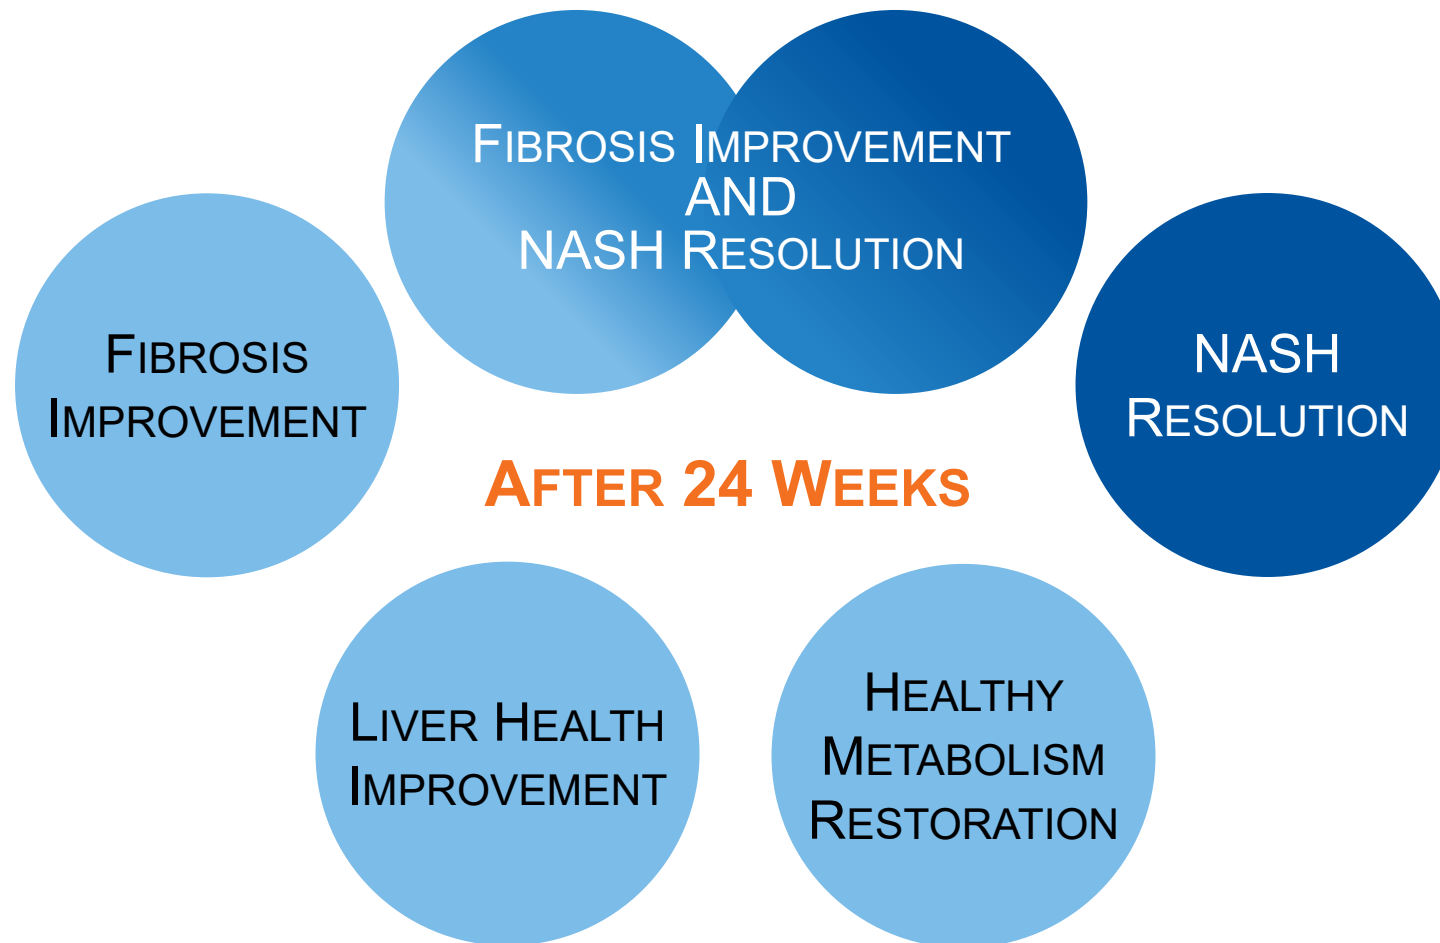 Fibrosis Improvement
AND
NASH Resolution
Fibrosis
Improvement
NASH
Resolution
After 24 Weeks
Liver Health
Improvement
Healthy
Metabolism
Restoration